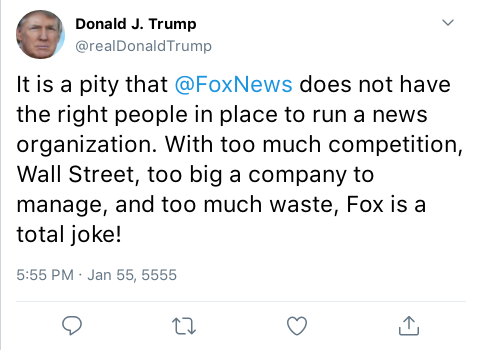 Donald J. Trump
@realDonaldTrump
It is a pity that @FoxNews does not have
the right people in place to run a news
organization. With too much competition,
Wall Street, too big a company to
manage, and too much waste, Fox is a
total joke!
5:55 PM · Jan 55, 5555